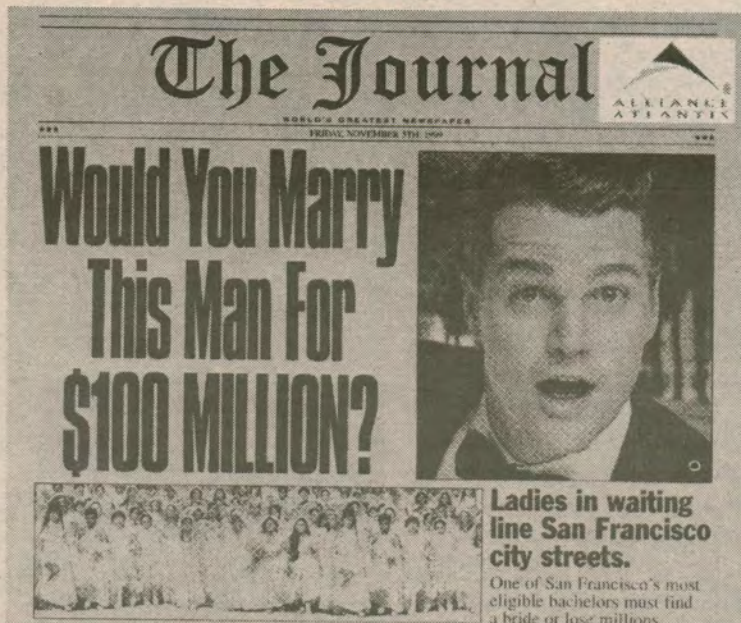 The Journal
ALLIANCE
ATLANTIS
WORLD'S GREATEST NEWSPAPER
FRIDAY, NOVEMBER 5TH, 1999
Would You Marry
This Man For
$100 MILLION?
Ladies in waiting
line San Francisco
city streets.
One of San Francisco's most
eligible bachelors must find
a bride or lose millions